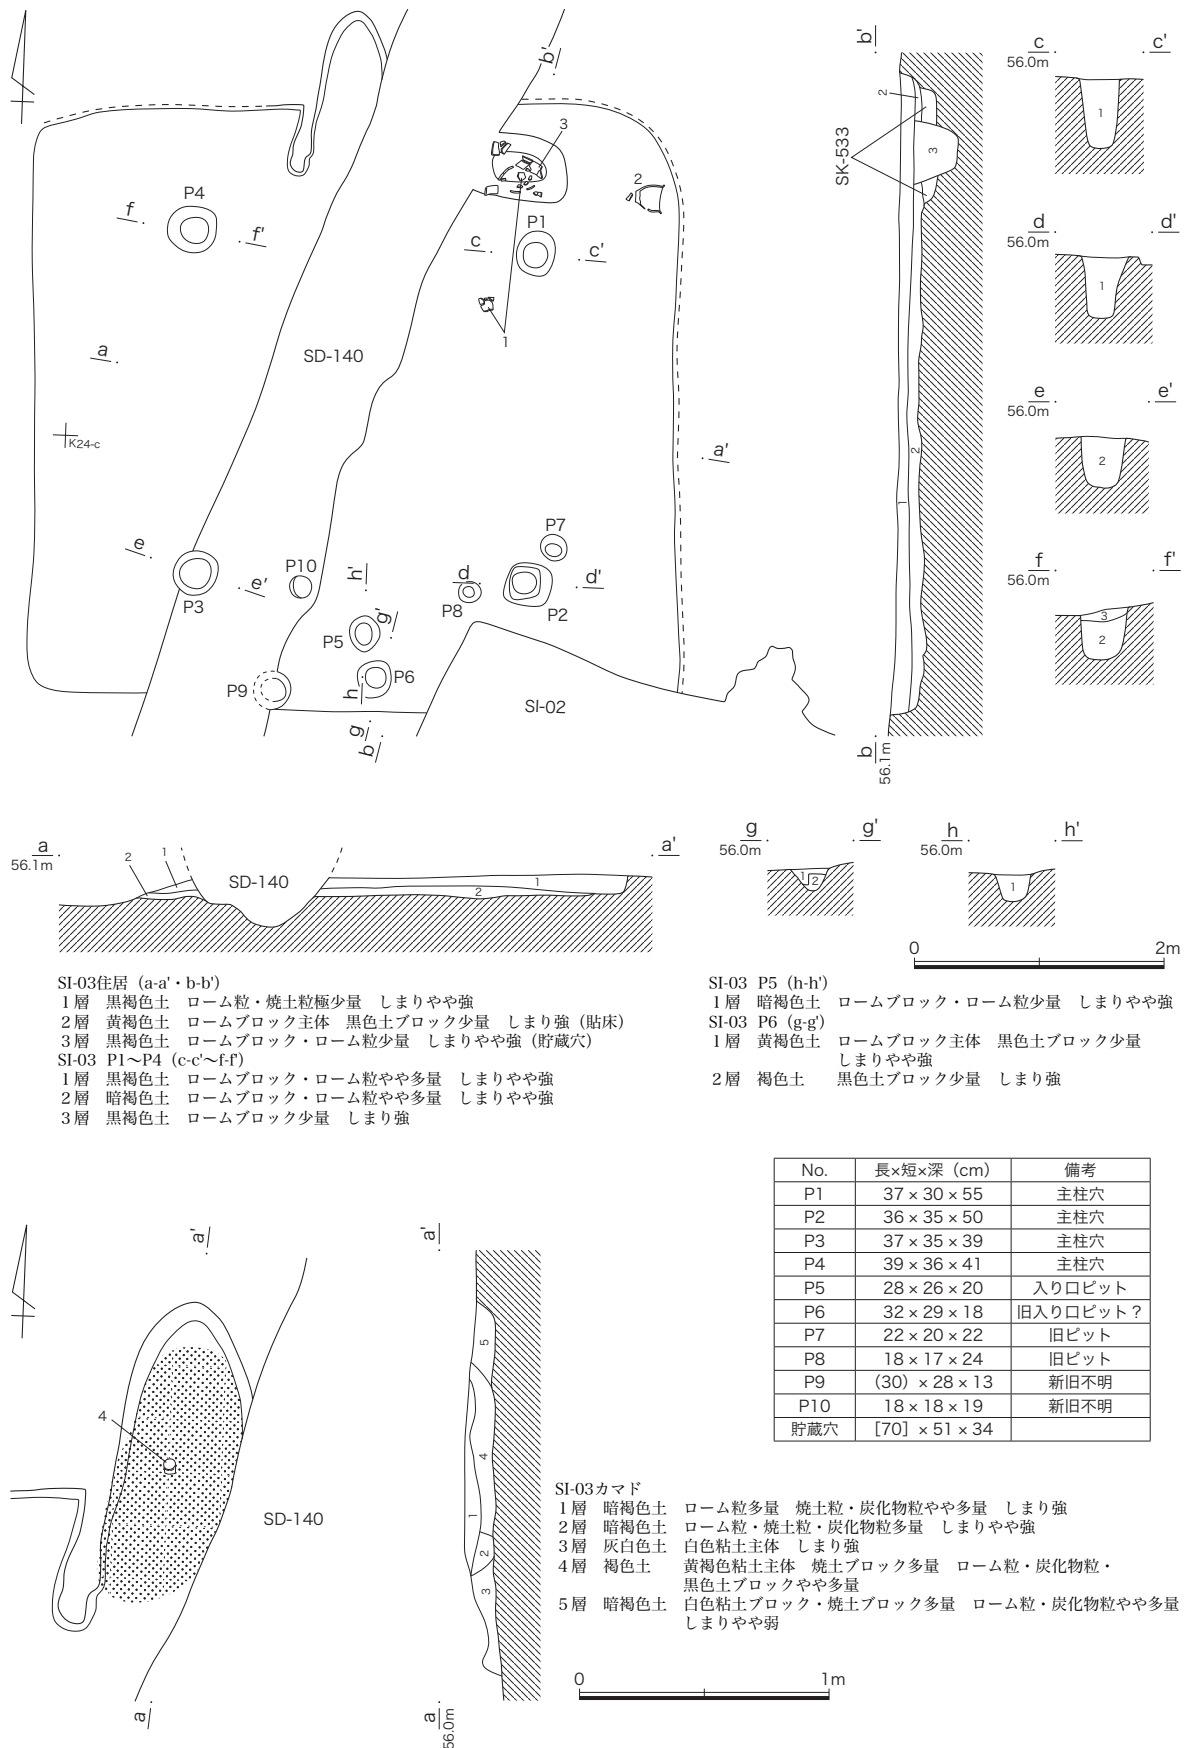 b'
3
2
P4
f
f'
P1
c
c'
1
a
SD-140
K24-c
a'
e
e'
P3
P10
h'
g'
d
d'
P7
P8
P2
P5
P6
P9
h
g
b
SI-02
b'
2
SK-533
3
2
1
b
56.1m
c
c'
56.0m
1
d
d'
56.0m
1
e
e'
56.0m
2
f
f'
56.0m
3
2
a
a'
56.1m
2
1
SD-140
1
2
g
g'
56.0m
1
2
h
h'
56.0m
1
0 2m
SI-03住居(a-a'・b-b')
1層 黒褐色土 ローム粒・焼土粒極少量 しまりやや強
2層 黄褐色土 ロームブロック主体 黒色土ブロック少量 しまり強(貼床)
3層 黒褐色土 ロームブロック・ローム粒少量 しまりやや強(貯蔵穴)
SI-03 P1〜P4(c-c'〜f-f')
1層 黒褐色土 ロームブロック・ローム粒やや多量 しまりやや強
2層 暗褐色土 ロームブロック・ローム粒やや多量 しまりやや強
3層 黒褐色土 ロームブロック少量 しまり強
SI-03 P5(h-h')
1層 暗褐色土 ロームブロック・ローム粒少量 しまりやや強
SI-03 P6(g-g')
1層 黄褐色土 ロームブロック主体 黒色土ブロック少量
しまりやや強
2層 褐色土 黒色土ブロック少量 しまり強
No. 長×短×深(cm) 備考
P1 37×30×55 主柱穴
P2 36×35×50 主柱穴
P3 37×35×39 主柱穴
P4 39×36×41 主柱穴
P5 28×26×20 入り口ピット
P6 32×29×18 旧入り口ピット?
P7 22×20×22 旧ピット
P8 18×17×24 旧ピット
P9 (30)×28×13 新旧不明
P10 18×18×19 新旧不明
貯蔵穴 [70]×51×34
a'
4
SD-140
a
a'
5
4
1
2
3
a
56.0m
SI-03カマド
1層 暗褐色土 ローム粒多量 焼土粒・炭化物粒やや多量 しまり強
2層 暗褐色土 ローム粒・焼土粒・炭化物粒多量 しまりやや強
3層 灰白色土 白色粘土主体 しまり強
4層 褐色土 黄褐色粘土主体 焼土ブロック多量 ローム粒・炭化物粒・
黒色土ブロックやや多量
5層 暗褐色土 白色粘土ブロック・焼土ブロック多量 ローム粒・炭化物粒やや多量
しまりやや弱
0 1m